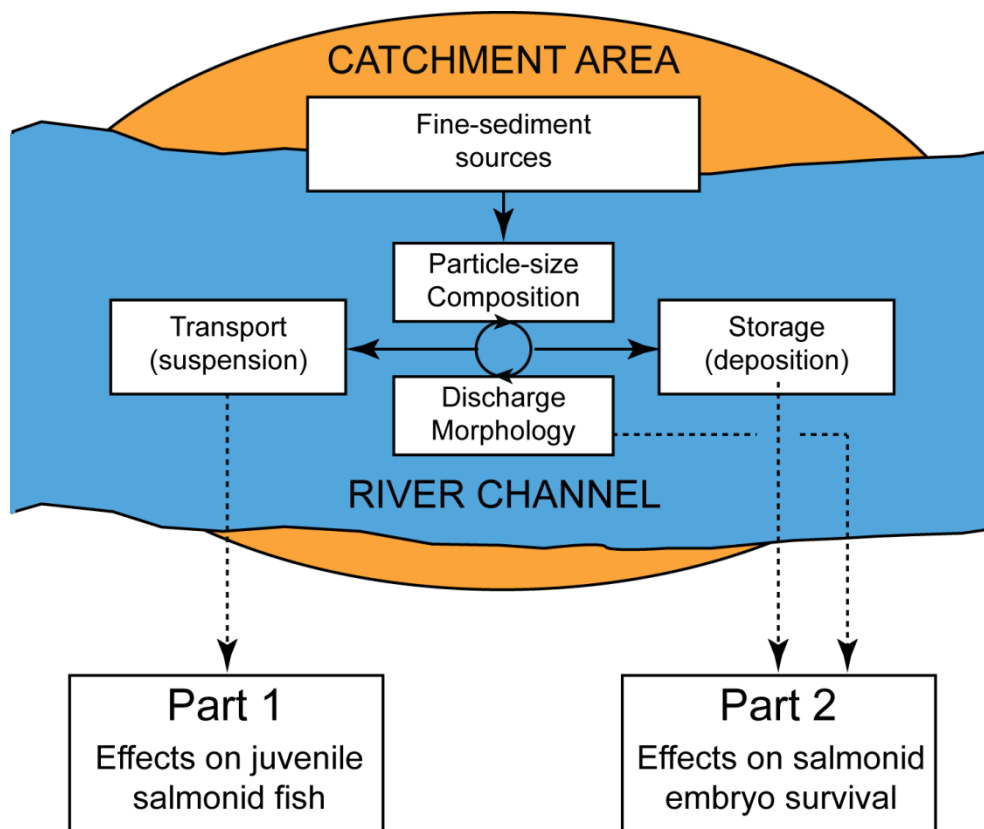 CATCHMENT AREA
Fine-sediment
sources
Particle-size
Composition
Transport
(suspension)
Storage
(deposition)
Discharge
Morphology
RIVER CHANNEL
Part 1
Effects on juvenile
salmonid fish
Part 2
Effects on salmonid
embryo survival